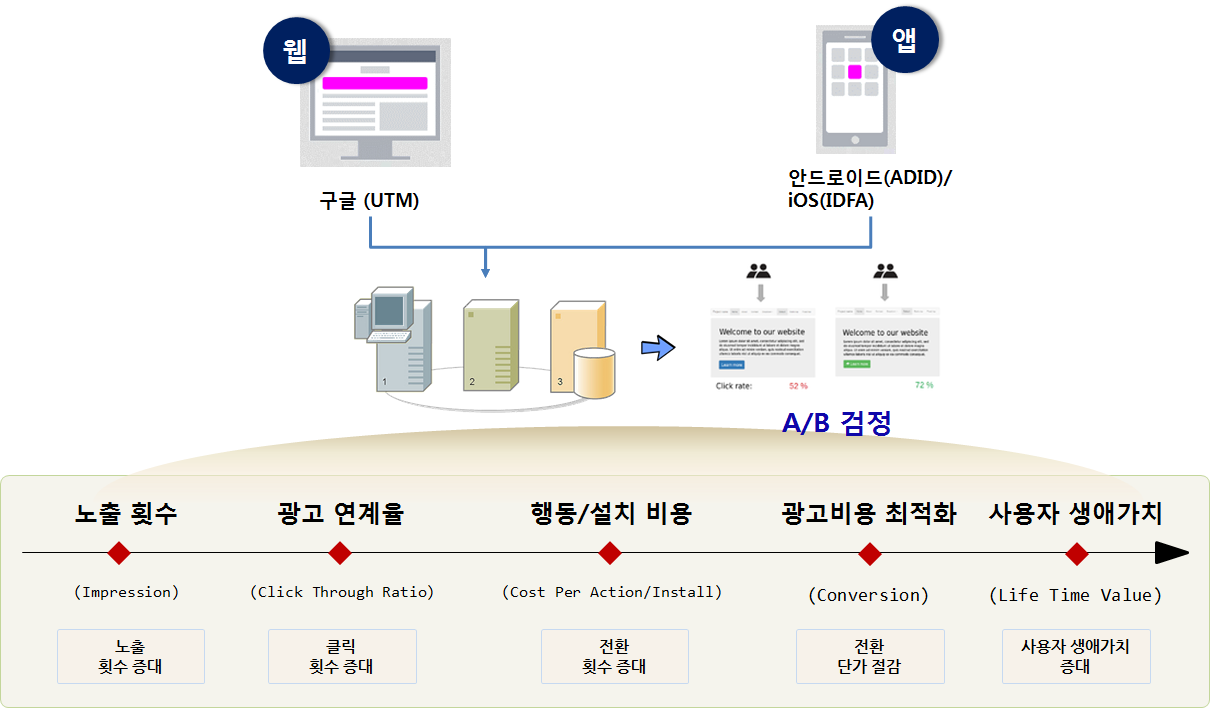 웹
앱
구글 (UTM)
안드로이드(ADID)/
iOS(IDFA)
1
2
3
Welcome to our website
Learn more
Click rate:
52 %
Welcome to our website
Learn more
72 %
A/B 검정
노출 횟수
광고 연계율
행동/설치 비용
광고비용 최적화
사용자 생애가치
(Impression)
(Click Through Ratio)
(Cost Per Action/Install)
(Conversion)
(Life Time Value)
노출
횟수 증대
클릭
횟수 증대
전환
횟수 증대
전환
단가 절감
사용자 생애가치
증대